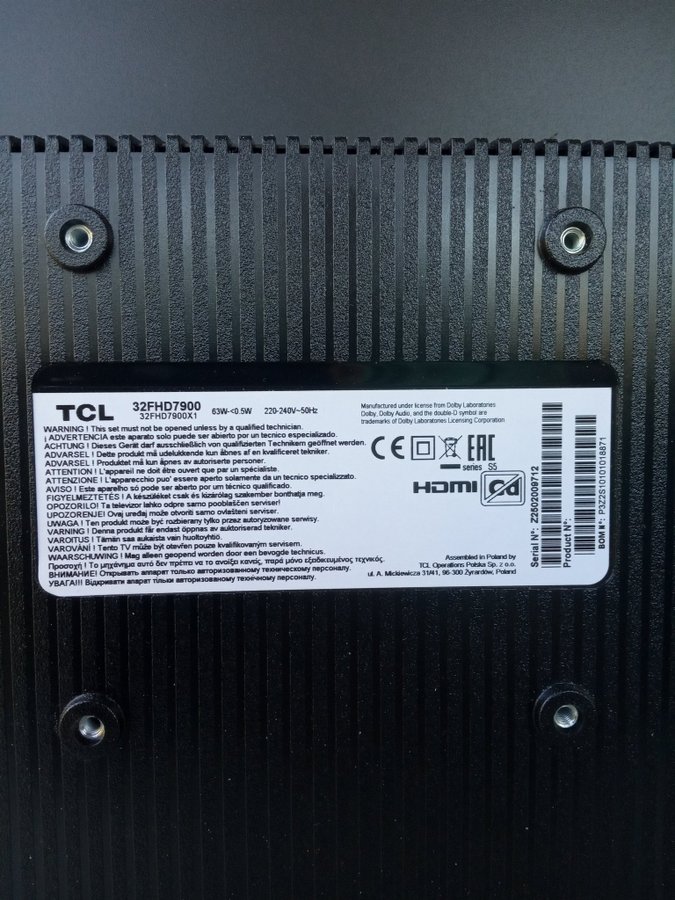 TCL 32FHD7900 63W-<0.5W 220-240V~50Hz
32FHD7900X1
WARNING ! This set must not be opened unless by a qualified technician.
¡ ADVERTENCIA este aparato solo puede ser abierto por un tecnico especializado.
ACHTUNG ! Dieses Gerät darf ausschließlich von qualifizierten Technikern geöffnet werden.
ADVARSEL ! Dette produkt må udelukkende kun åbnes af en kvalificeret tekniker.
ADVARSEL ! Produktet må kun åpnes av autoriserte personer.
ATTENTION ! L'appareil ne doit être ouvert que par un spécialiste.
ATTENZIONE ! L'apparecchio puo' essere aperto solamente da un tecnico specializzato.
AVISO ! Este aparelho só pode ser aberto por um técnico qualificado.
FIGYELMEZTETÉS ! A készüléket csak és kizárólag szakember bonthatja meg.
OPOZORILO! Ta televizor lahko odpre samo pooblaščeni serviser!
UPOZORENJE! Ovaj uređaj može otvoriti samo ovlašteni serviser.
UWAGA ! Ten produkt może być rozbierany tylko przez autoryzowane serwisy.
VARNING ! Denna produkt får endast öppnas av auktoriserad tekniker.
VAROITUS ! Tämän saa aukaista vain huoltoyhtiö.
VAROVÁNÍ ! Tento TV může být otevřen pouze kvalifikovaným servisem.
WAARSCHUWING ! Mag alleen geopend worden door een bevoegde technicus.
Προσοχή ! Το μηχάνημα αυτό δεν πρέπει να το ανοίξει κανείς, παρά μόνο εξειδικευμένος τεχνικός.
ВНИМАНИЕ! Открывать аппарат только авторизованному техническому персоналу.
УВАГА!!! Відкривати апарат тільки авторизованному технічному персоналу.
Manufactured under license from Dolby Laboratories
Dolby, Dolby Audio, and the double-D symbol are
trademarks of Dolby Laboratories Licensing Corporation
CE EAC
series S5
HDMI
Assembled in Poland by
TCL Operations Polska Sp. z o.o.
ul. A. Mickiewicza 31/41, 96-300 Żyrardów, Poland
Serial N°: Z2502009712
Product N°:
BOM N°: P3Z2S10101018871